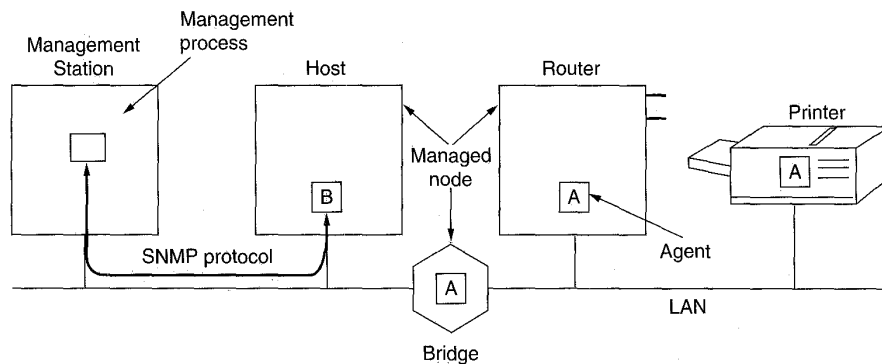 Management
process
Management
Station
Host
Router
Printer
Managed
node
B
A
A
A
Agent
SNMP protocol
LAN
Bridge